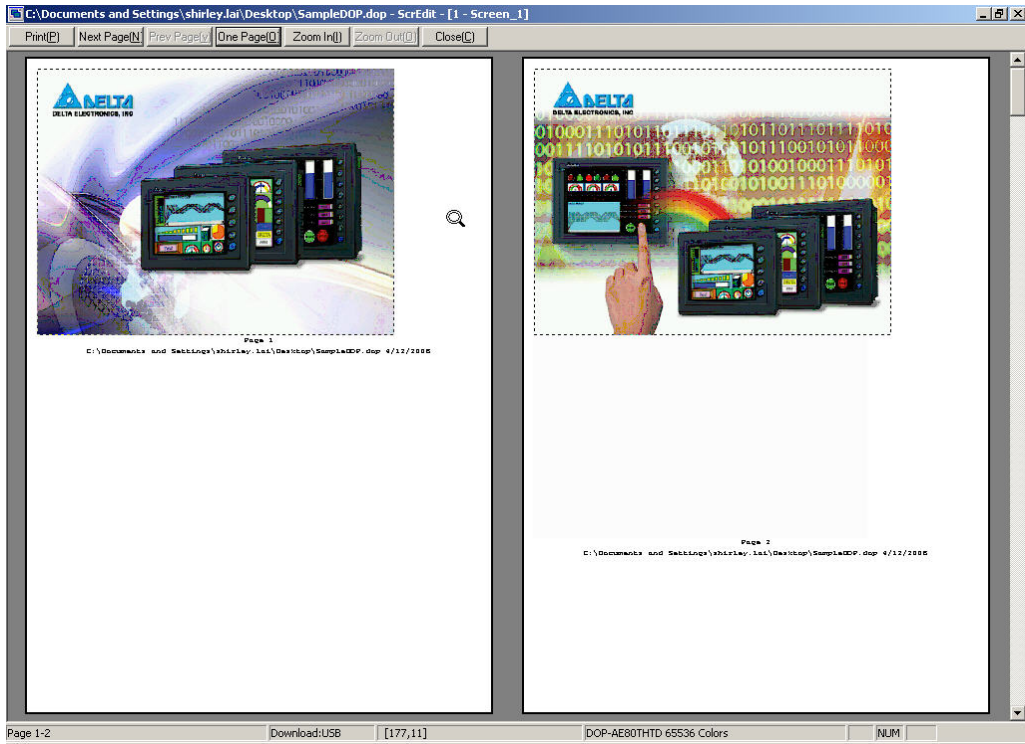 C:\Documents and Settings\shirley.lai\Desktop\SampleDOP.dop - ScrEdit - [1 - Screen_1]
Print(P) Next Page(N) Prev Page(v) One Page(O) Zoom In(I) Zoom Out(O) Close(C)
DELTA
DELTA ELECTRONICS, INC
Page 1
C:\Documents and Settings\shirley.lai\Desktop\SampleDOP.dop 4/12/2006
DELTA
DELTA ELECTRONICS, INC
Page 2
C:\Documents and Settings\shirley.lai\Desktop\SampleDOP.dop 4/12/2006
Page 1-2 Download:USB [177,11] DOP-AE80THTD 65536 Colors NUM